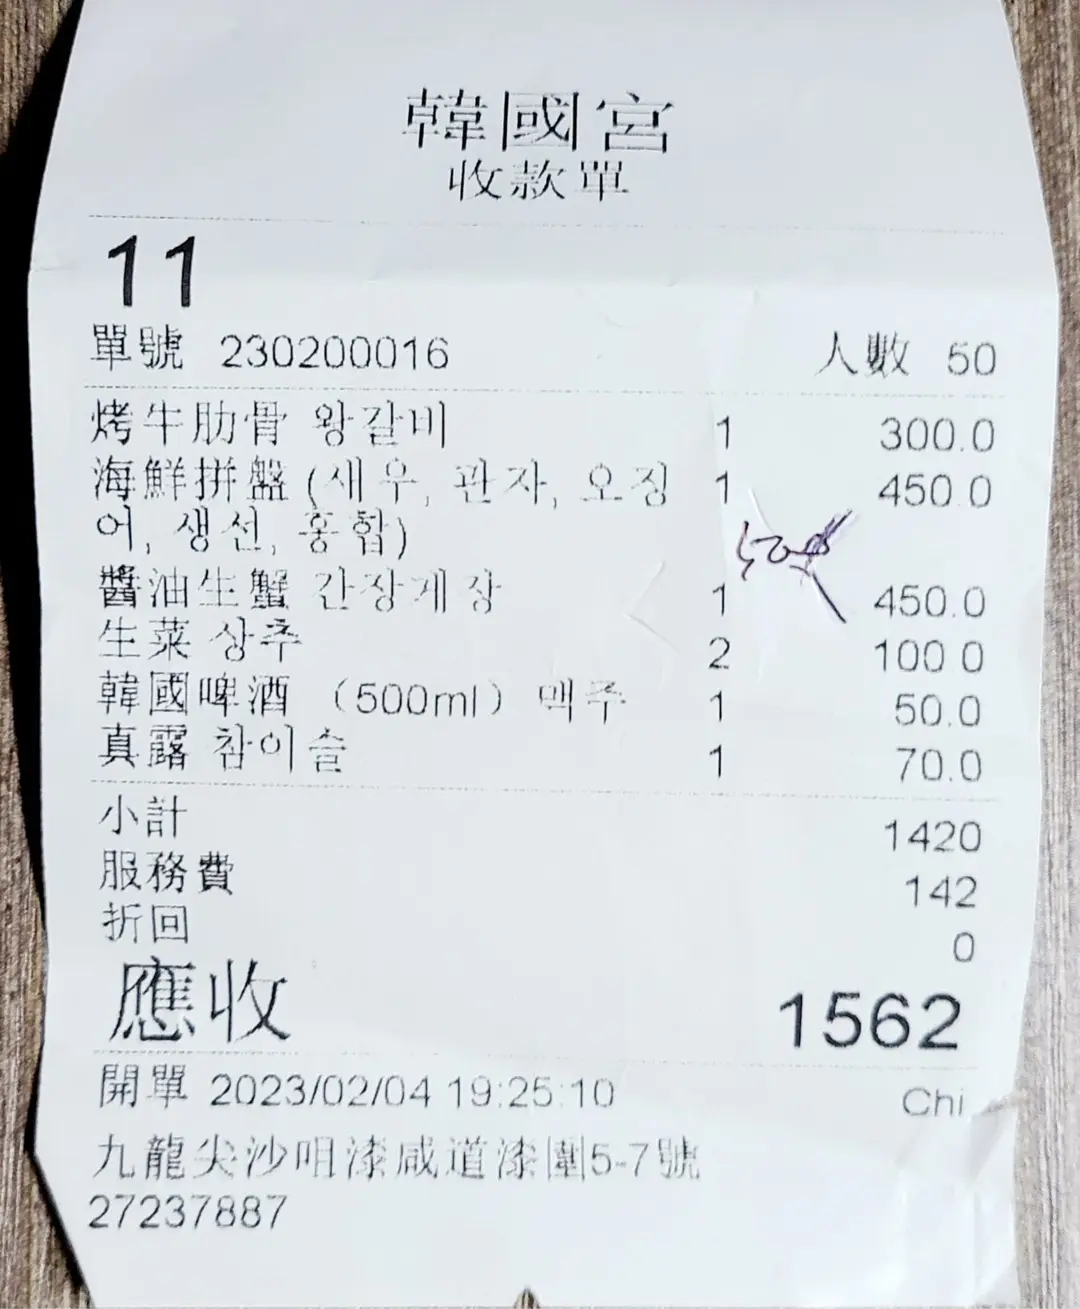 韓國宮
收款單
11
單號 230200016 人數 50
烤牛肋骨 왕갈비 1 300.0
海鮮拼盤 (새우, 관자, 오징 1 450.0
어, 생선, 홍합)
醬油生蟹 간장게장 1 450.0
生菜 상추 2 100.0
韓國啤酒 （500ml） 맥주 1 50.0
真露 참이슬 1 70.0
小計 1420
服務費 142
折回 0
應收 1562
開單 2023/02/04 19:25:10 Chi
九龍尖沙咀漆咸道漆圍5-7號
27237887